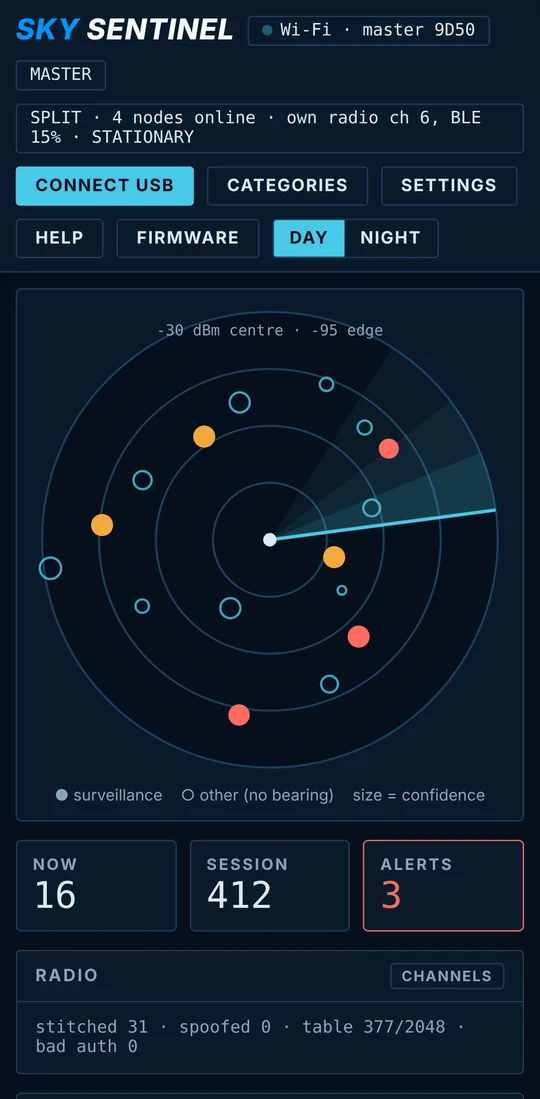 SKY SENTINEL
Wi-Fi · master 9D50
MASTER
SPLIT · 4 nodes online · own radio ch 6, BLE
15% · STATIONARY
CONNECT USB
CATEGORIES
SETTINGS
HELP
FIRMWARE
DAY
NIGHT
-30 dBm centre · -95 edge
surveillance
other (no bearing)
size = confidence
NOW
16
SESSION
412
ALERTS
3
RADIO
CHANNELS
stitched 31 · spoofed 0 · table 377/2048 ·
bad auth 0